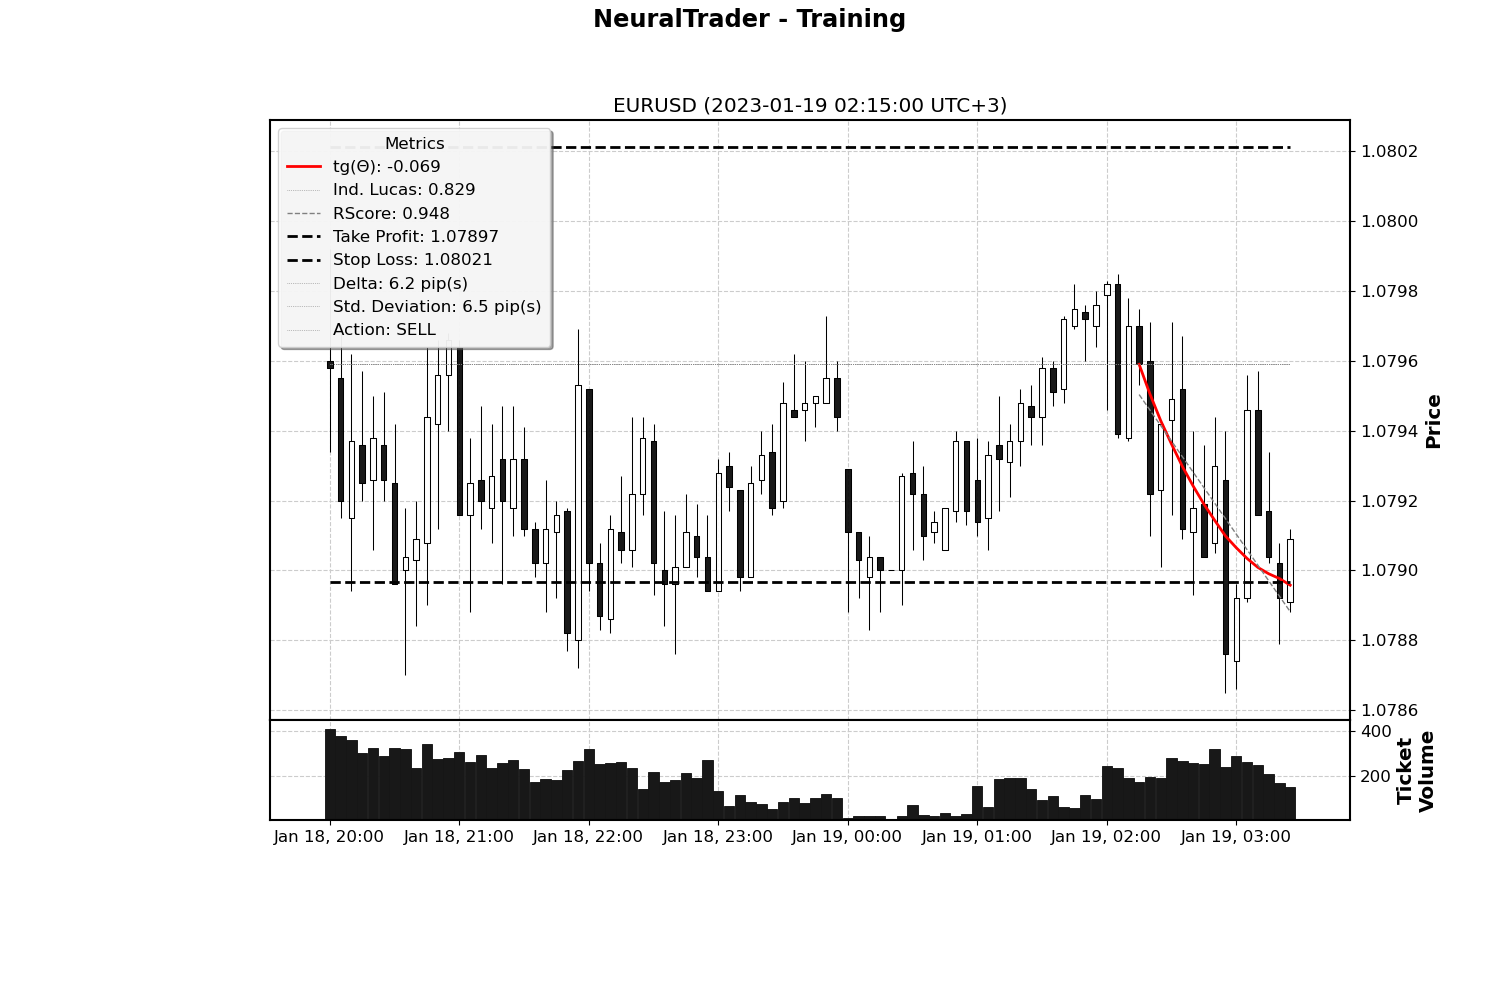 NeuralTrader - Training
EURUSD (2023-01-19 02:15:00 UTC+3)
Metrics
tg(Θ): -0.069
Ind. Lucas: 0.829
RScore: 0.948
Take Profit: 1.07897
Stop Loss: 1.08021
Delta: 6.2 pip(s)
Std. Deviation: 6.5 pip(s)
Action: SELL
1.0802
1.0800
1.0798
1.0796
1.0794
1.0792
1.0790
1.0788
1.0786
Price
400
200
Ticket
Volume
Jan 18, 20:00 Jan 18, 21:00 Jan 18, 22:00 Jan 18, 23:00 Jan 19, 00:00 Jan 19, 01:00 Jan 19, 02:00 Jan 19, 03:00